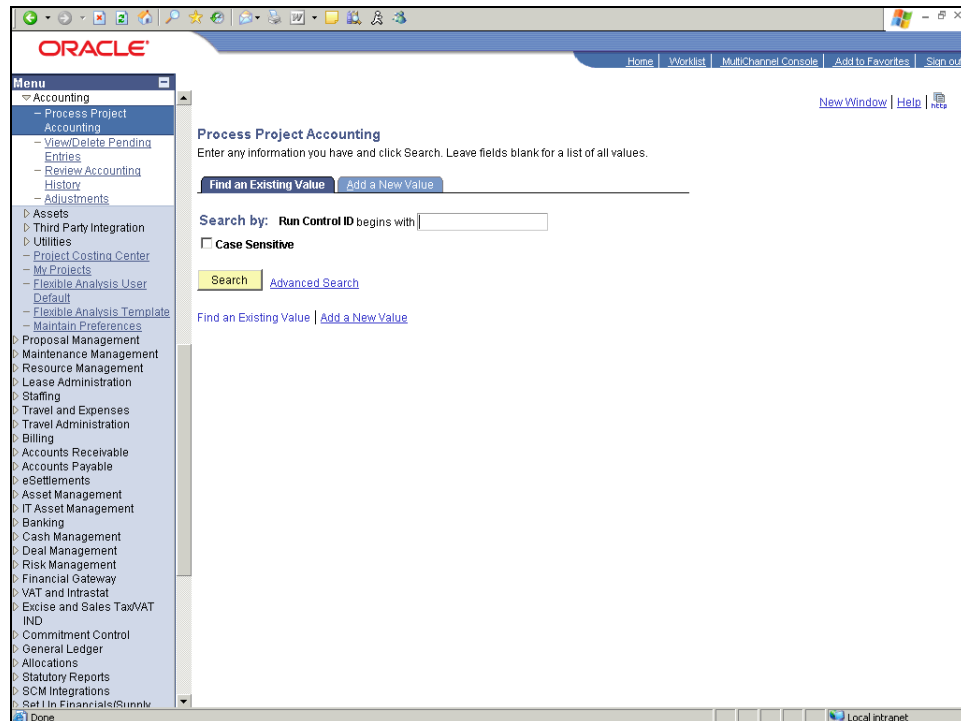 ORACLE
Home | Worklist | MultiChannel Console | Add to Favorites | Sign out
Menu
Accounting
– Process Project
Accounting
– View/Delete Pending
Entries
– Review Accounting
History
– Adjustments
Assets
Third Party Integration
Utilities
– Project Costing Center
– My Projects
– Flexible Analysis User
Default
– Flexible Analysis Template
– Maintain Preferences
Proposal Management
Maintenance Management
Resource Management
Lease Administration
Staffing
Travel and Expenses
Travel Administration
Billing
Accounts Receivable
Accounts Payable
eSettlements
Asset Management
IT Asset Management
Banking
Cash Management
Deal Management
Risk Management
Financial Gateway
VAT and Intrastat
Excise and Sales Tax/VAT
IND
Commitment Control
General Ledger
Allocations
Statutory Reports
SCM Integrations
Set Up Financials/Supply
New Window | Help | http
Process Project Accounting
Enter any information you have and click Search. Leave fields blank for a list of all values.
Find an Existing Value
Add a New Value
Search by: Run Control ID begins with
Case Sensitive
Search
Advanced Search
Find an Existing Value | Add a New Value
Done
Local intranet